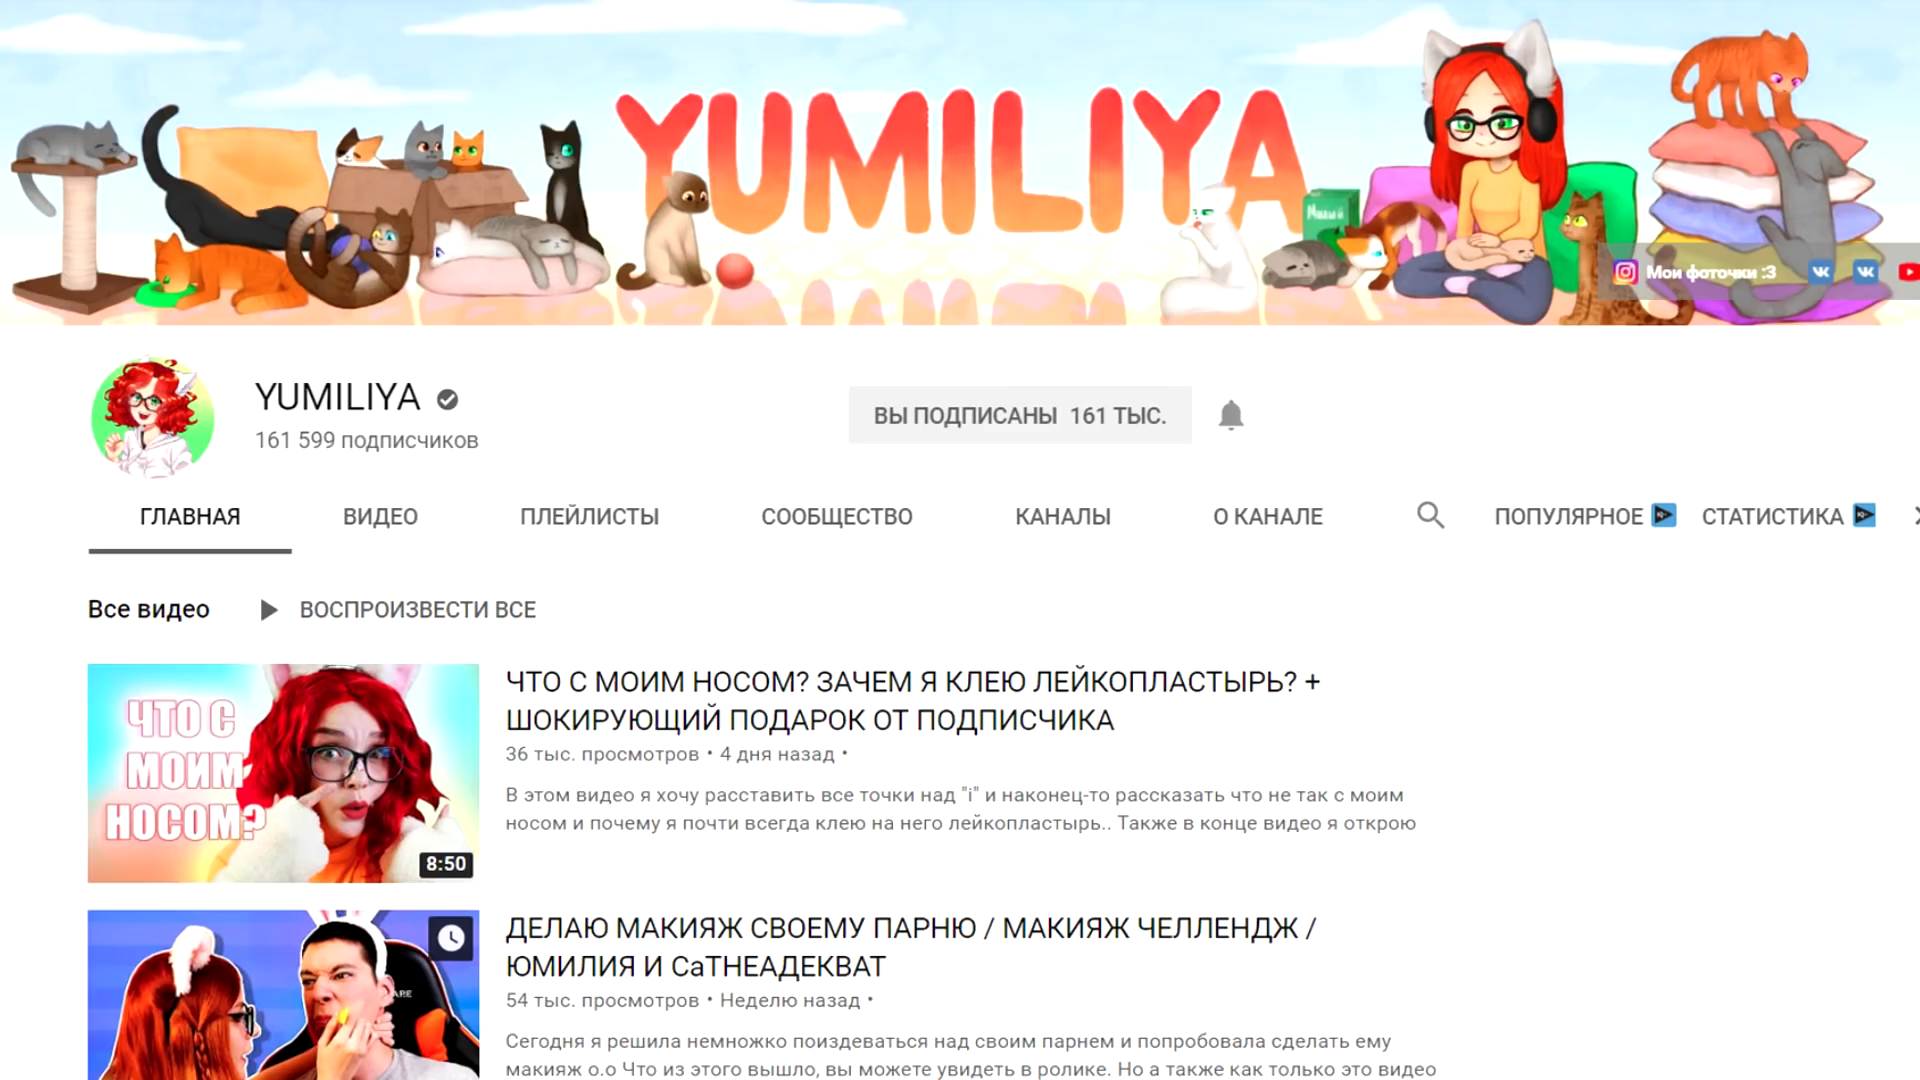 YUMILIYA
Милый
Мои фоточки :3
YUMILIYA
161 599 подписчиков
ВЫ ПОДПИСАНЫ 161 ТЫС.
ГЛАВНАЯ ВИДЕО ПЛЕЙЛИСТЫ СООБЩЕСТВО КАНАЛЫ О КАНАЛЕ ПОПУЛЯРНОЕ СТАТИСТИКА
Все видео ВОСПРОИЗВЕСТИ ВСЕ
ЧТО С
МОИМ
НОСОМ?
8:50
ЧТО С МОИМ НОСОМ? ЗАЧЕМ Я КЛЕЮ ЛЕЙКОПЛАСТЫРЬ? +
ШОКИРУЮЩИЙ ПОДАРОК ОТ ПОДПИСЧИКА
36 тыс. просмотров • 4 дня назад •
В этом видео я хочу расставить все точки над "i" и наконец-то рассказать что не так с моим
носом и почему я почти всегда клею на него лейкопластырь.. Также в конце видео я открою
ДЕЛАЮ МАКИЯЖ СВОЕМУ ПАРНЮ / МАКИЯЖ ЧЕЛЛЕНДЖ /
ЮМИЛИЯ И СаТНЕАДЕКВАТ
54 тыс. просмотров • Неделю назад •
Сегодня я решила немножко поиздеваться над своим парнем и попробовала сделать ему
макияж о.о Что из этого вышло, вы можете увидеть в ролике. Но а также как только это видео